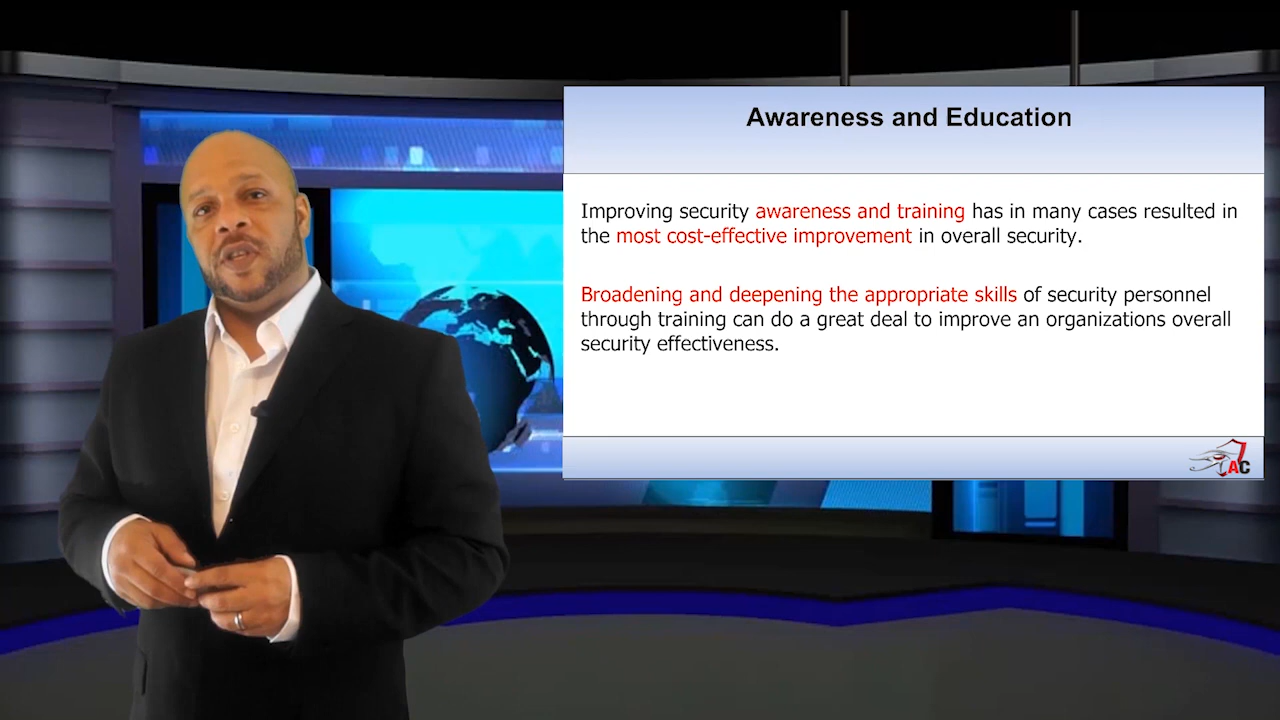 Awareness and Education
Improving security awareness and training has in many cases resulted in
the most cost-effective improvement in overall security.
Broadening and deepening the appropriate skills of security personnel
through training can do a great deal to improve an organizations overall
security effectiveness.
AC